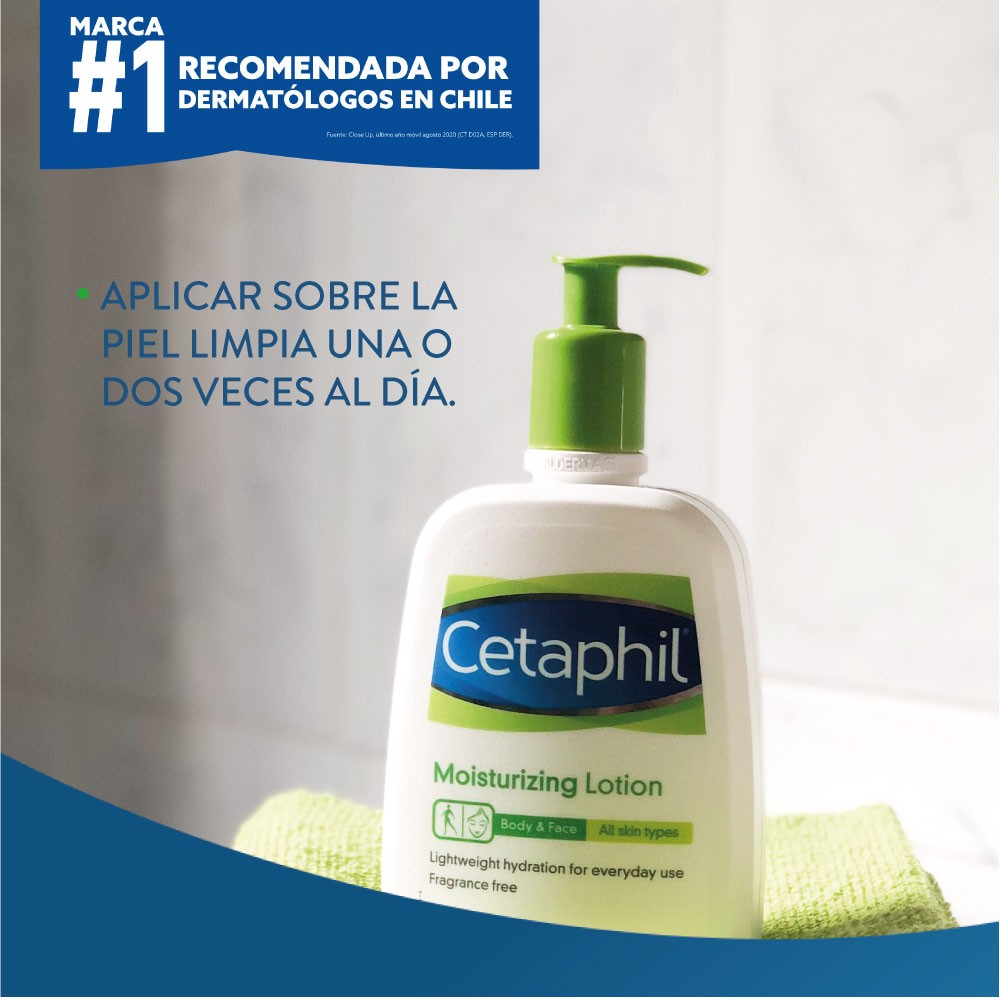 MARCA
#1 RECOMENDADA POR
DERMATÓLOGOS EN CHILE
Fuente: Close Up, último año móvil agosto 2020 (CT D02A, ESP DER).
• APLICAR SOBRE LA
PIEL LIMPIA UNA O
DOS VECES AL DÍA.
Cetaphil®
Moisturizing Lotion
Body & Face All skin types
Lightweight hydration for everyday use
Fragrance free